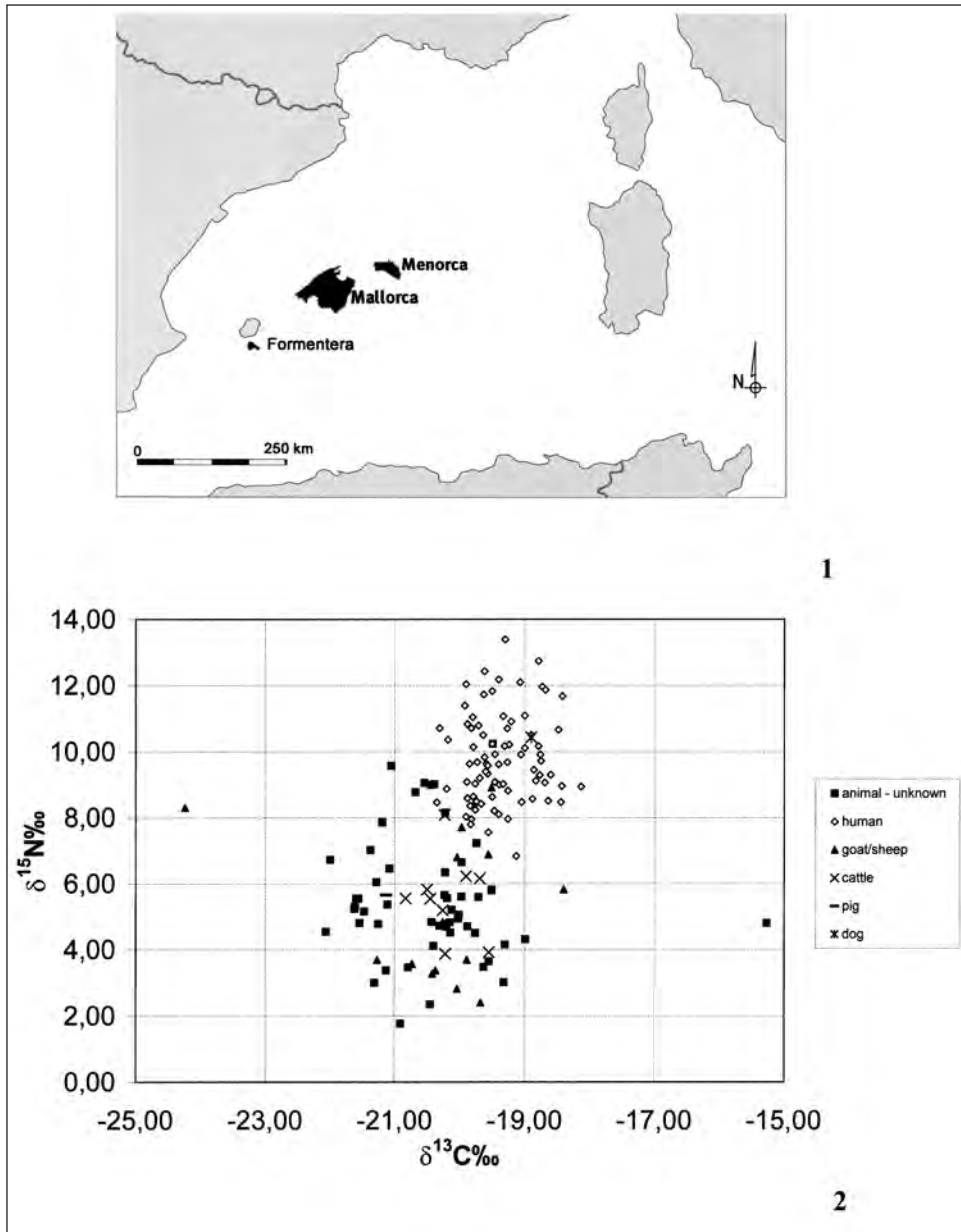 Menorca
Mallorca
Formentera
N
0 250 km
1
14,00
12,00
10,00
8,00
6,00
4,00
2,00
0,00
δ¹⁵N‰
-25,00 -23,00 -21,00 -19,00 -17,00 -15,00
δ¹³C‰
animal - unknown
human
goat/sheep
cattle
pig
dog
2